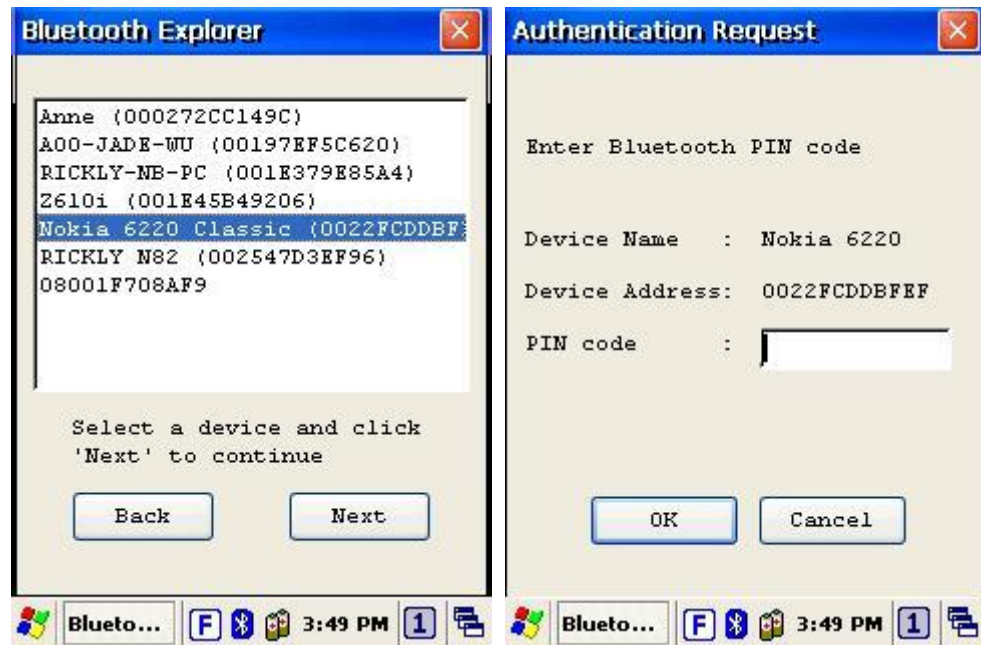 Bluetooth Explorer
Anne (000272CC149C)
A00-JADE-WU (00197EF5C620)
RICKLY-NB-PC (001E379E85A4)
Z610i (001E45B49206)
Nokia 6220 Classic (0022FCDDBF
RICKLY N82 (002547D3EF96)
08001F708AF9
Select a device and click
'Next' to continue
Back
Next
Blueto...
F
3:49 PM
1
Authentication Request
Enter Bluetooth PIN code
Device Name : Nokia 6220
Device Address: 0022FCDDBFEF
PIN code :
OK
Cancel
Blueto...
F
3:49 PM
1